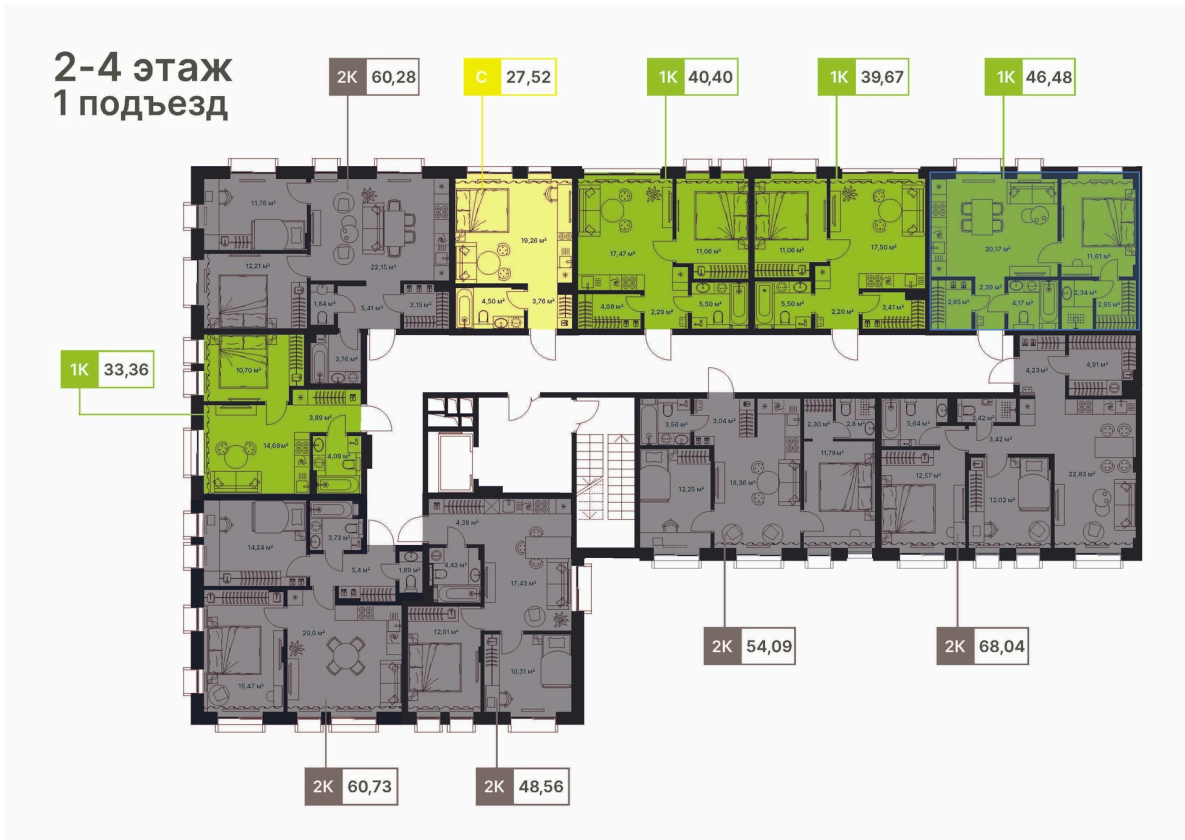 2-4 этаж
1 подъезд
2К 60,28
С 27,52
1К 40,40
1К 39,67
1К 46,48
11,76 м²
22,15 м²
12,21 м²
1,84 м²
5,41 м²
3,15 м²
19,26 м²
4,50 м²
3,76 м²
17,47 м²
11,06 м²
4,08 м²
2,29 м²
5,50 м²
11,06 м²
17,50 м²
5,50 м²
2,20 м²
3,41 м²
20,17 м²
11,61 м²
2,85 м²
2,39 м²
4,17 м²
2,34 м²
2,95 м²
1К 33,36
10,70 м²
3,76 м²
3,89 м²
14,68 м²
4,09 м²
4,23 м²
4,91 м²
3,56 м²
3,04 м²
2,30 м²
2,8 м²
5,64 м²
2,42 м²
3,42 м²
12,25 м²
18,36 м²
11,78 м²
12,57 м²
12,02 м²
22,83 м²
14,24 м²
3,73 м²
5,4 м²
1,89 м²
4,38 м²
4,43 м²
17,43 м²
15,47 м²
20,0 м²
12,01 м²
10,31 м²
2К 54,09
2К 68,04
2К 60,73
2К 48,56